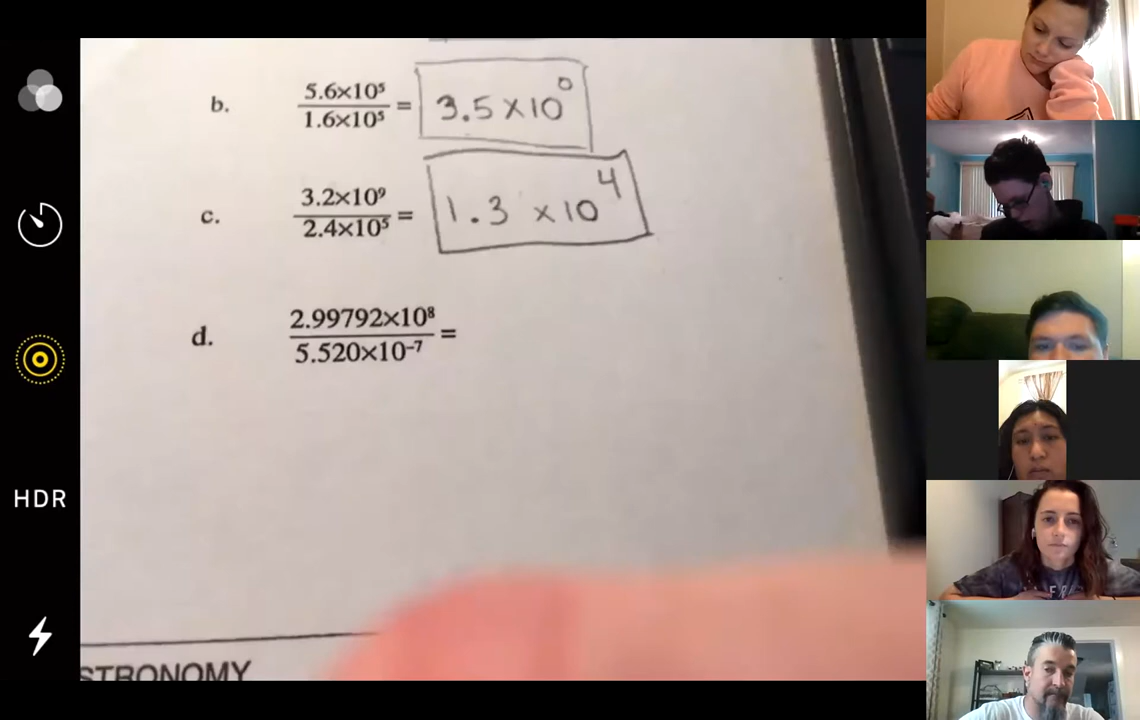 b. 5.6×10⁵ / 1.6×10⁵ = 3.5 × 10⁰
c. 3.2×10⁹ / 2.4×10⁵ = 1.3 × 10⁴
d. 2.99792×10⁸ / 5.520×10⁻⁷ =
HDR
STRONOMY